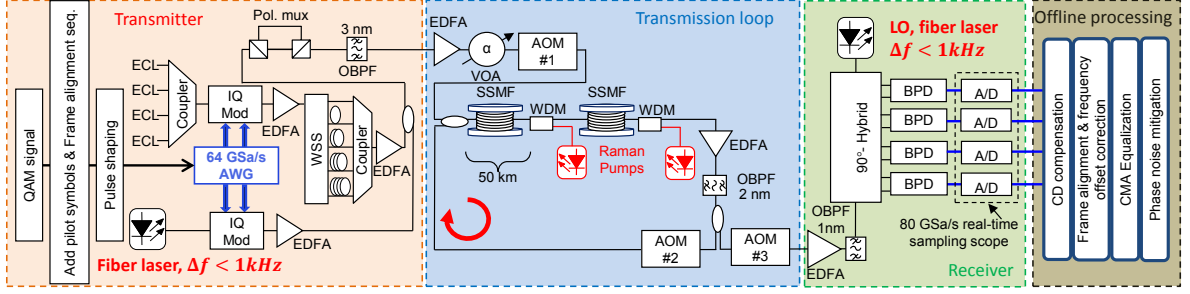 Transmitter
QAM signal
Add pilot symbols & Frame alignment seq.
Pulse shaping
ECL
ECL
ECL
ECL
Coupler
IQ
Mod
EDFA
64 GSa/s
AWG
IQ
Mod
EDFA
Fiber laser, Δf < 1kHz
WSS
Coupler
EDFA
Pol. mux
3 nm
OBPF
Transmission loop
EDFA
α
VOA
AOM
#1
SSMF
WDM
SSMF
WDM
50 km
Raman
Pumps
EDFA
OBPF
2 nm
AOM
#2
AOM
#3
LO, fiber laser
Δf < 1kHz
90°- Hybrid
BPD
A/D
BPD
A/D
BPD
A/D
BPD
A/D
OBPF
1nm
EDFA
80 GSa/s real-time
sampling scope
Receiver
Offline processing
CD compensation
Frame alignment & frequency
offset correction
CMA Equalization
Phase noise mitigation